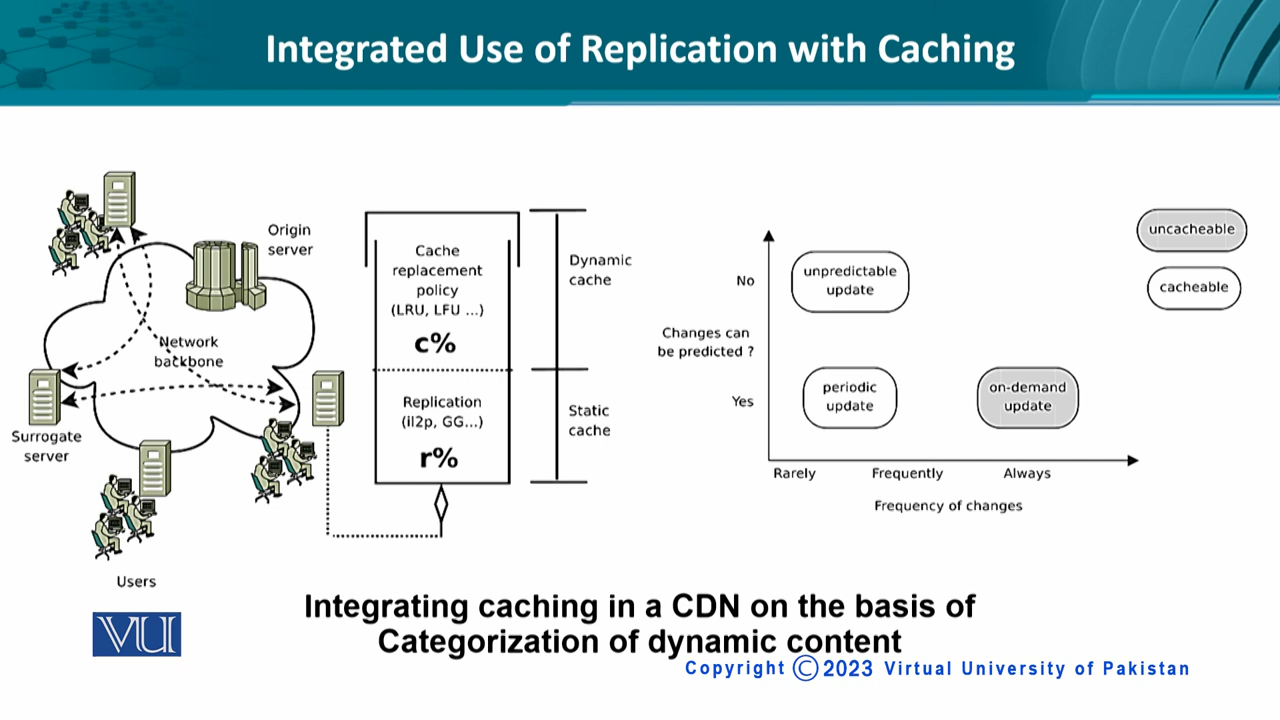 Integrated Use of Replication with Caching
Origin
server
Network
backbone
Surrogate
server
Users
Cache
replacement
policy
(LRU, LFU ...)
c%
Replication
(il2p, GG...)
r%
Dynamic
cache
Static
cache
uncacheable
cacheable
No
unpredictable
update
Changes can
be predicted ?
Yes
periodic
update
on-demand
update
Rarely
Frequently
Always
Frequency of changes
Integrating caching in a CDN on the basis of
Categorization of dynamic content
VU
Copyright © 2023 Virtual University of Pakistan